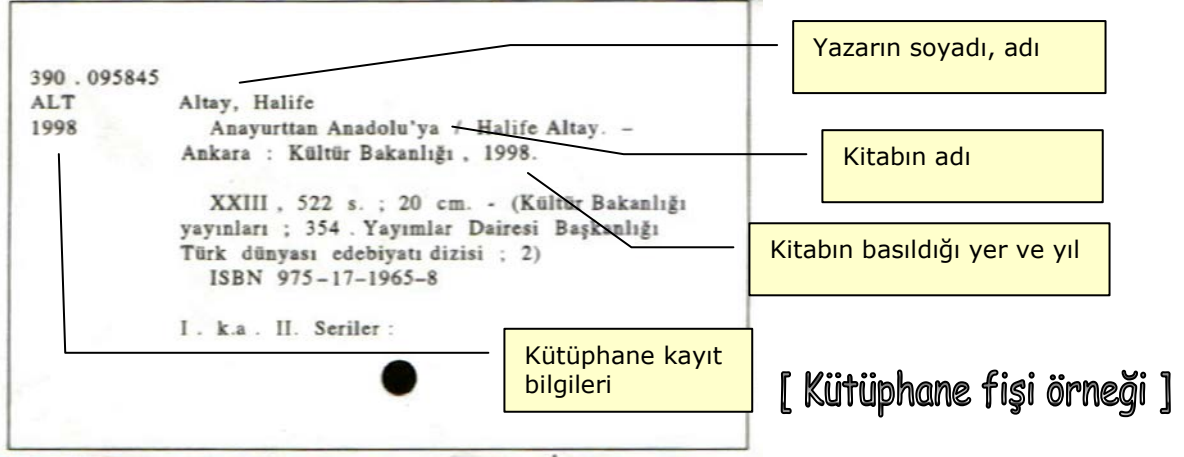 390 . 095845
ALT
1998
Altay, Halife
Anayurttan Anadolu'ya / Halife Altay. –
Ankara : Kültür Bakanlığı , 1998.
XXIII , 522 s. ; 20 cm. - (Kültür Bakanlığı
yayınları ; 354 . Yayımlar Dairesi Başkanlığı
Türk dünyası edebiyatı dizisi ; 2)
ISBN 975–17–1965–8
I . k.a . II. Seriler :
Yazarın soyadı, adı
Kitabın adı
Kitabın basıldığı yer ve yıl
Kütüphane kayıt
bilgileri
[ Kütüphane fişi örneği ]